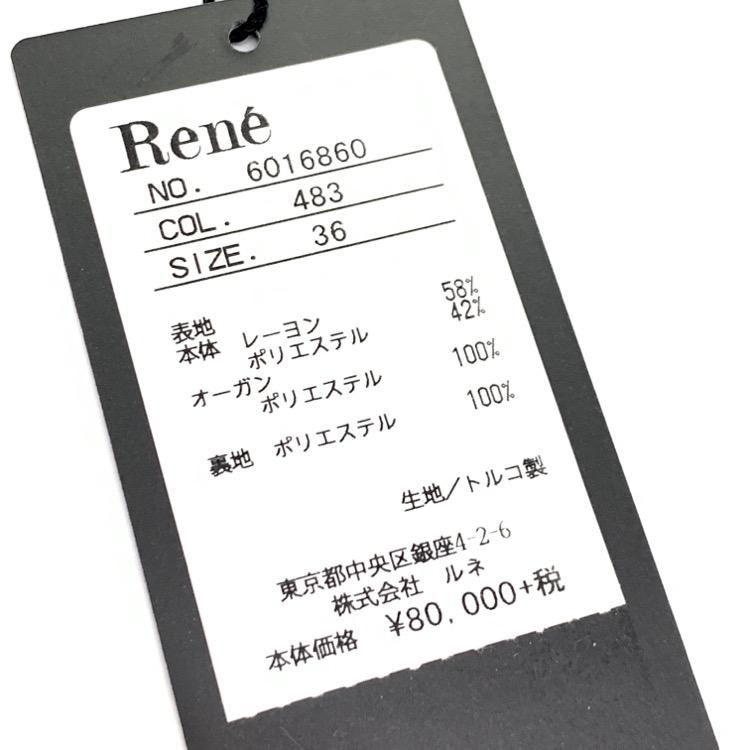 René
NO. 6016860
COL. 483
SIZE. 36
表地 58%
本体 レーヨン 42%
ポリエステル
オーガン 100%
ポリエステル
100%
裏地 ポリエステル
生地/トルコ製
東京都中央区銀座4-2-6
株式会社 ルネ
本体価格 ¥80,000+税